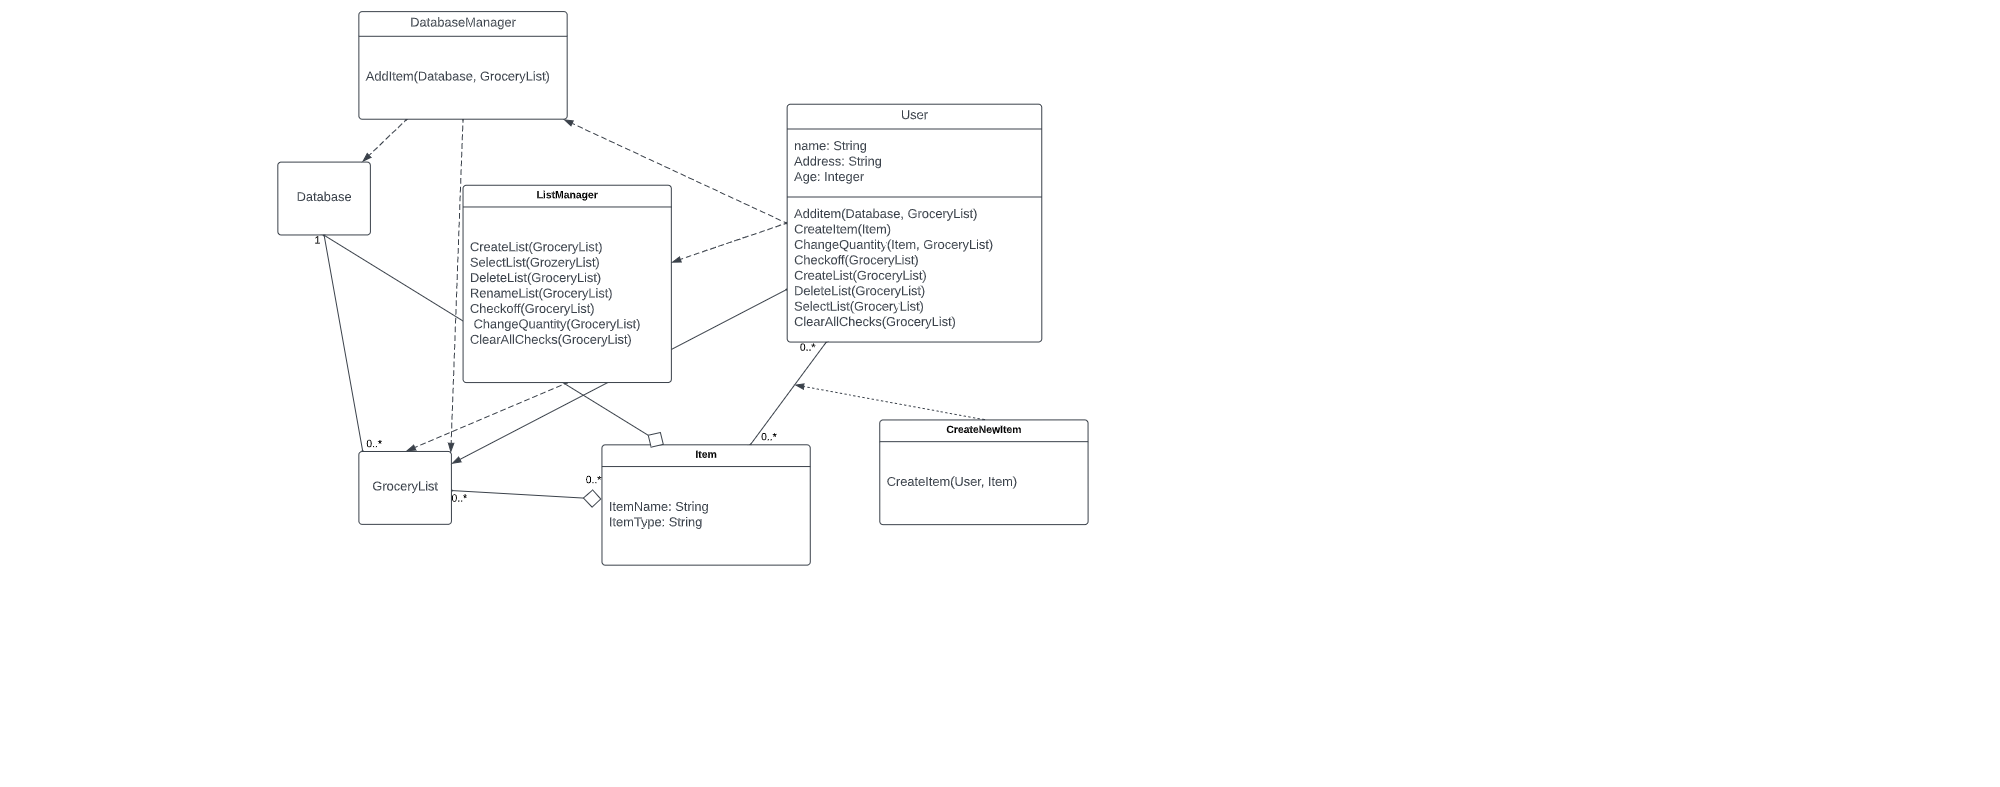 DatabaseManager
AddItem(Database, GroceryList)
User
name: String
Address: String
Age: Integer
Additem(Database, GroceryList)
CreateItem(Item)
ChangeQuantity(Item, GroceryList)
Checkoff(GroceryList)
CreateList(GroceryList)
DeleteList(GroceryList)
SelectList(GroceryList)
ClearAllChecks(GroceryList)
Database
1
ListManager
CreateList(GroceryList)
SelectList(GrozeryList)
DeleteList(GroceryList)
RenameList(GroceryList)
Checkoff(GroceryList)
ChangeQuantity(GroceryList)
ClearAllChecks(GroceryList)
0..*
0..*
0..*
CreateNewItem
CreateItem(User, Item)
GroceryList
0..*
0..*
Item
ItemName: String
ItemType: String